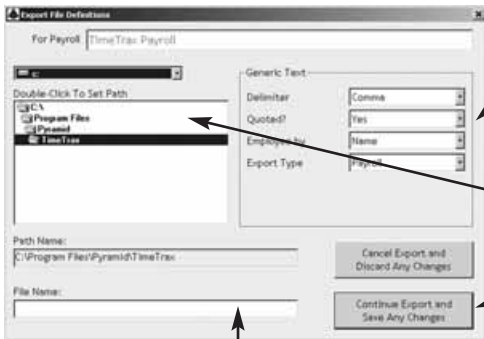 Export File Definitions
For Payroll TimeTrax Payroll
c:
Double-Click To Set Path
C:\
Program Files
Pyramid
TimeTrax
Generic Text
Delimiter Comma
Quoted? Yes
Employee by Name
Export Type Payroll
Path Name:
C:\Program Files\Pyramid\TimeTrax
File Name:
Cancel Export and
Discard Any Changes
Continue Export and
Save Any Changes